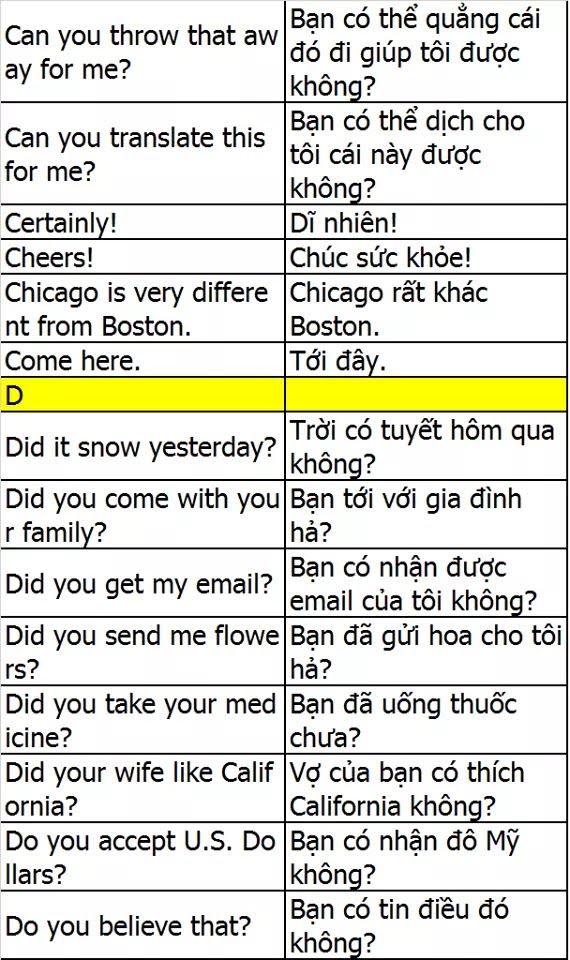 Can you throw that aw
ay for me?
Bạn có thể quẳng cái
đó đi giúp tôi được
không?
Can you translate this
for me?
Bạn có thể dịch cho
tôi cái này được
không?
Certainly!
Dĩ nhiên!
Cheers!
Chúc sức khỏe!
Chicago is very differe
nt from Boston.
Chicago rất khác
Boston.
Come here.
Tới đây.
D
Did it snow yesterday?
Trời có tuyết hôm qua
không?
Did you come with you
r family?
Bạn tới với gia đình
hả?
Did you get my email?
Bạn có nhận được
email của tôi không?
Did you send me flowe
rs?
Bạn đã gửi hoa cho tôi
hả?
Did you take your med
icine?
Bạn đã uống thuốc
chưa?
Did your wife like Calif
ornia?
Vợ của bạn có thích
California không?
Do you accept U.S. Do
llars?
Bạn có nhận đô Mỹ
không?
Do you believe that?
Bạn có tin điều đó
không?